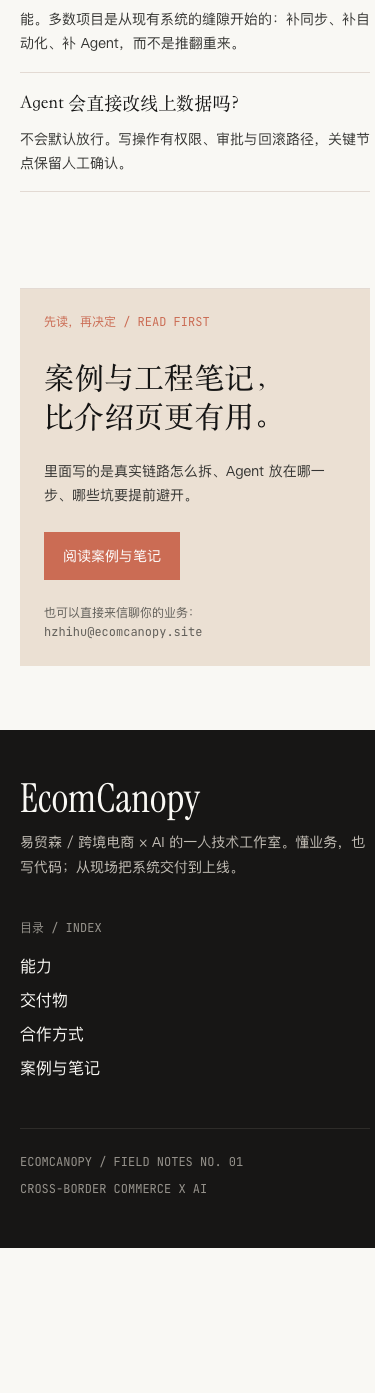 能。多数项目是从现有系统的缝隙开始的：补同步、补自
动化、补 Agent，而不是推翻重来。
Agent 会直接改线上数据吗?
不会默认放行。写操作有权限、审批与回滚路径，关键节
点保留人工确认。
先读，再决定 / READ FIRST
案例与工程笔记，
比介绍页更有用。
里面写的是真实链路怎么拆、Agent 放在哪一
步、哪些坑要提前避开。
阅读案例与笔记
也可以直接来信聊你的业务：
hzhihu@ecomcanopy.site
EcomCanopy
易贸森 / 跨境电商 × AI 的一人技术工作室。懂业务，也
写代码；从现场把系统交付到上线。
目录 / INDEX
能力
交付物
合作方式
案例与笔记
ECOMCANOPY / FIELD NOTES NO. 01
CROSS-BORDER COMMERCE X AI